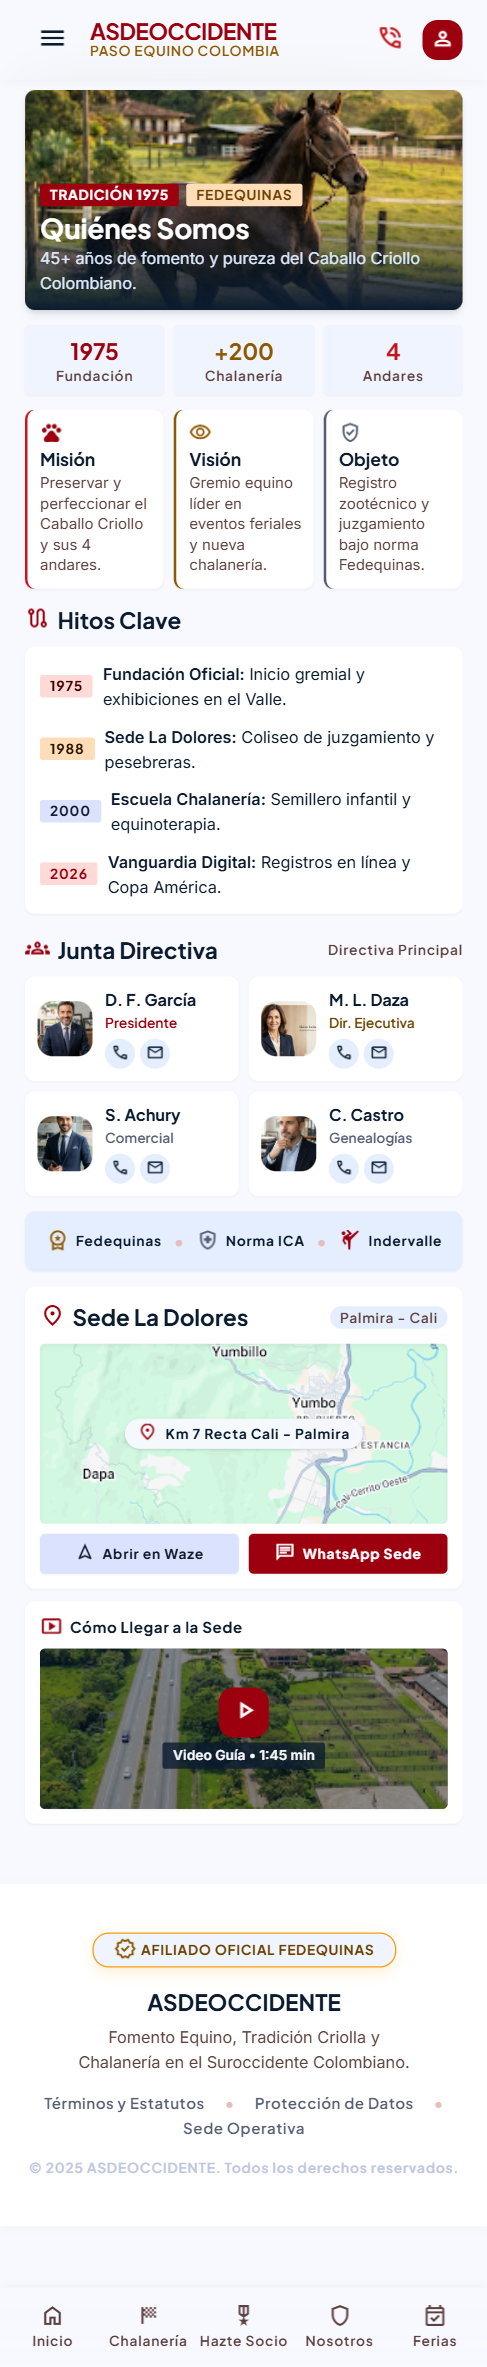 ASDEOCCIDENTE
PASO EQUINO COLOMBIA
TRADICIÓN 1975
FEDEQUINAS
Quiénes Somos
45+ años de fomento y pureza del Caballo Criollo
Colombiano.
1975
Fundación
+200
Chalanería
4
Andares
Misión
Preservar y
perfeccionar el
Caballo Criollo
y sus 4
andares.
Visión
Gremio equino
líder en
eventos feriales
y nueva
chalanería.
Objeto
Registro
zootécnico y
juzgamiento
bajo norma
Fedequinas.
Hitos Clave
1975
Fundación Oficial: Inicio gremial y
exhibiciones en el Valle.
1988
Sede La Dolores: Coliseo de juzgamiento y
pesebreras.
2000
Escuela Chalanería: Semillero infantil y
equinoterapia.
2026
Vanguardia Digital: Registros en línea y
Copa América.
Junta Directiva
Directiva Principal
D. F. García
Presidente
M. L. Daza
Dir. Ejecutiva
S. Achury
Comercial
C. Castro
Genealogías
Fedequinas • Norma ICA • Indervalle
Sede La Dolores
Palmira - Cali
Yumbillo
Yumbo
Km 7 Recta Cali - Palmira
ESTANCIA
Dapa
Cali-Cerrito Oeste
Abrir en Waze
WhatsApp Sede
Cómo Llegar a la Sede
Video Guía • 1:45 min
AFILIADO OFICIAL FEDEQUINAS
ASDEOCCIDENTE
Fomento Equino, Tradición Criolla y
Chalanería en el Suroccidente Colombiano.
Términos y Estatutos • Protección de Datos •
Sede Operativa
© 2025 ASDEOCCIDENTE. Todos los derechos reservados.
Inicio
Chalanería
Hazte Socio
Nosotros
Ferias